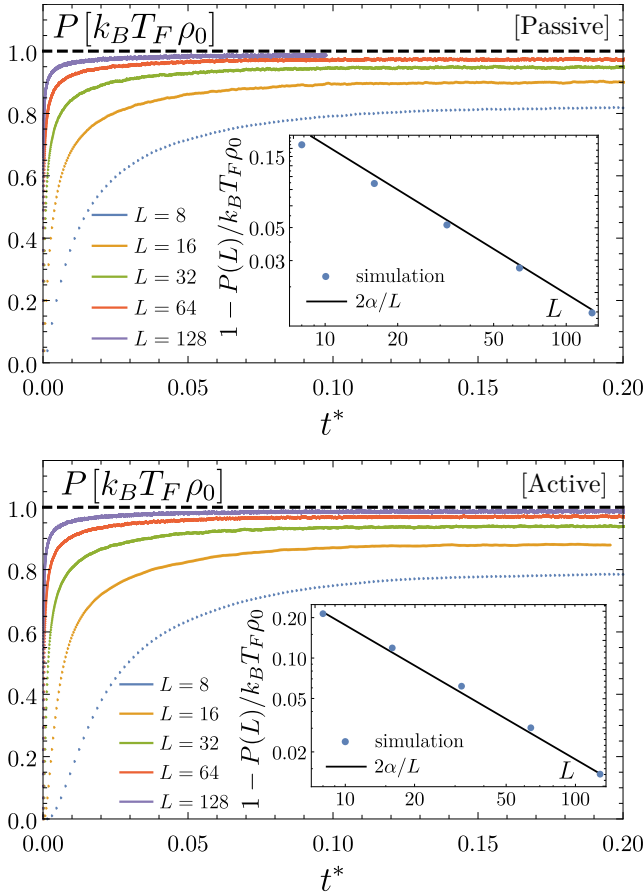 P[k_B T_F ρ_0]
[Passive]
1.0
0.8
0.6
0.4
0.2
0.0
L = 8
L = 16
L = 32
L = 64
L = 128
1 − P(L)/k_B T_F ρ_0
0.15
0.05
0.03
simulation
2α/L
L
10
20
50
100
0.00
0.05
0.10
0.15
0.20
t*
P[k_B T_F ρ_0]
[Active]
1.0
0.8
0.6
0.4
0.2
0.0
L = 8
L = 16
L = 32
L = 64
L = 128
1 − P(L)/k_B T_F ρ_0
0.20
0.10
0.05
0.02
simulation
2α/L
L
10
20
50
100
0.00
0.05
0.10
0.15
0.20
t*